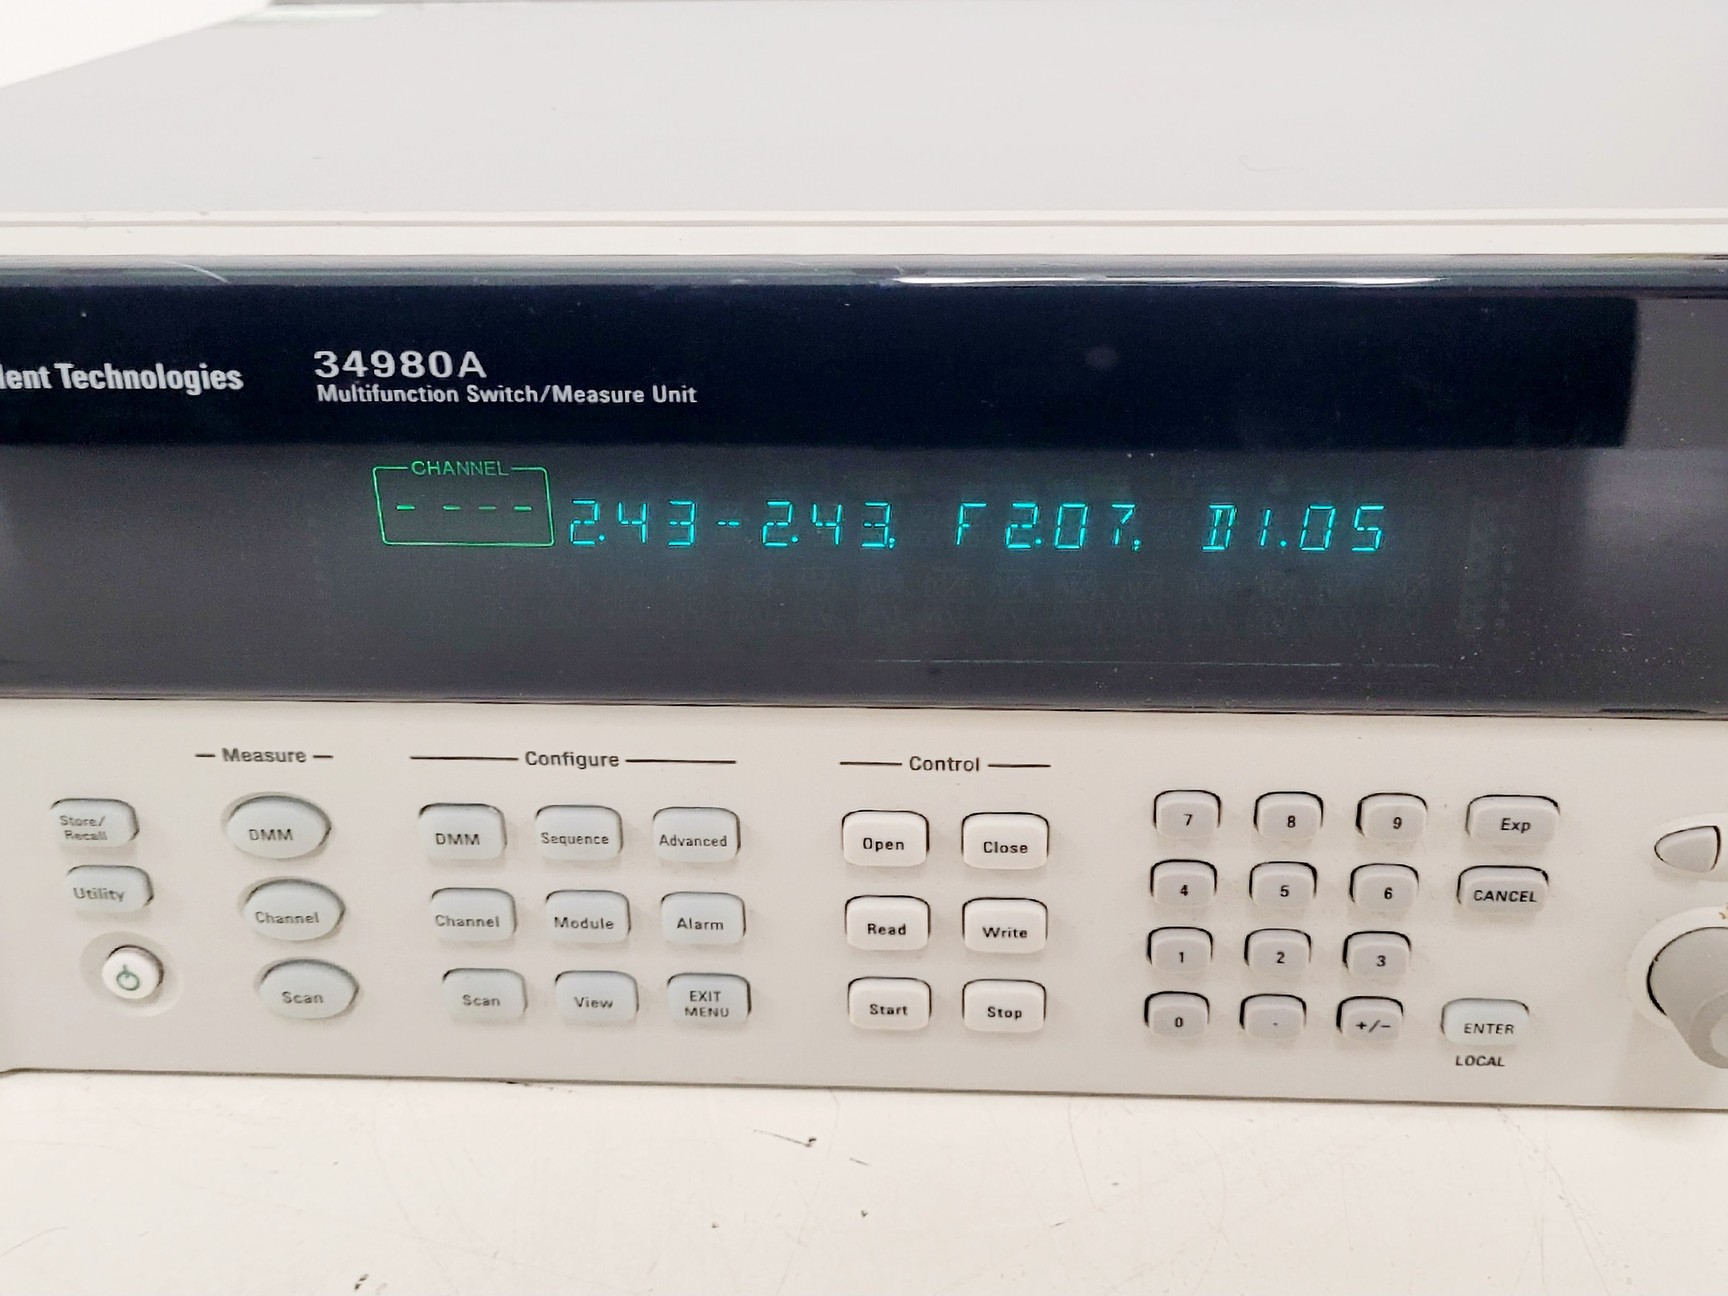 lent Technologies
34980A
Multifunction Switch/Measure Unit
CHANNEL
- - - - 2.43-2.43. F2.07. D1.05
Measure
Configure
Control
Store/
Recall
DMM
DMM
Sequence
Advanced
Open
Close
7
8
9
Exp
Utility
Channel
Channel
Module
Alarm
Read
Write
4
5
6
CANCEL
Scan
Scan
View
EXIT
MENU
Start
Stop
1
2
3
0
.
+/−
ENTER
LOCAL